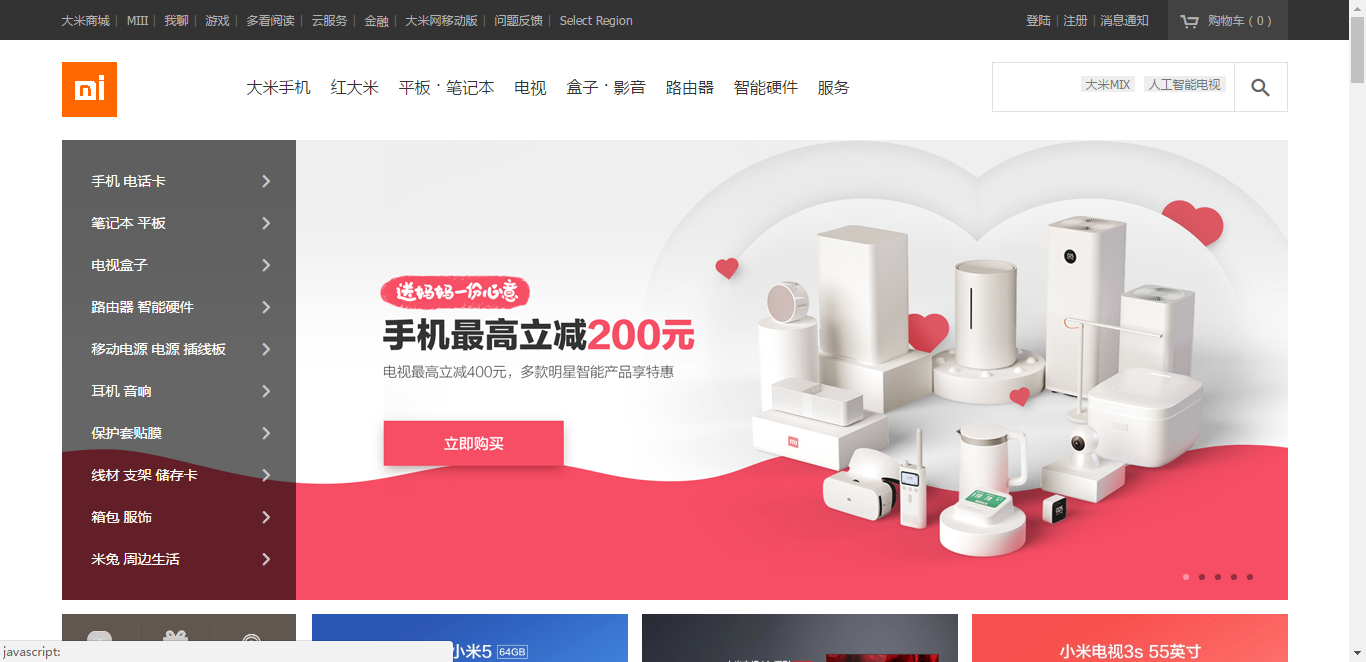 大米商城 | MIUI | 我聊 | 游戏 | 多看阅读 | 云服务 | 金融 | 大米网移动版 | 问题反馈 | Select Region
登陆 | 注册 | 消息通知
购物车 ( 0 )
大米手机 红大米 平板·笔记本 电视 盒子·影音 路由器 智能硬件 服务
大米MIX 人工智能电视
手机 电话卡
笔记本 平板
电视盒子
路由器 智能硬件
移动电源 电源 插线板
耳机 音响
保护套贴膜
线材 支架 储存卡
箱包 服饰
米兔 周边生活
送妈妈一份心意
手机最高立减200元
电视最高立减400元，多款明星智能产品享特惠
立即购买
小米5 64GB
小米电视3s 55英寸
javascript: